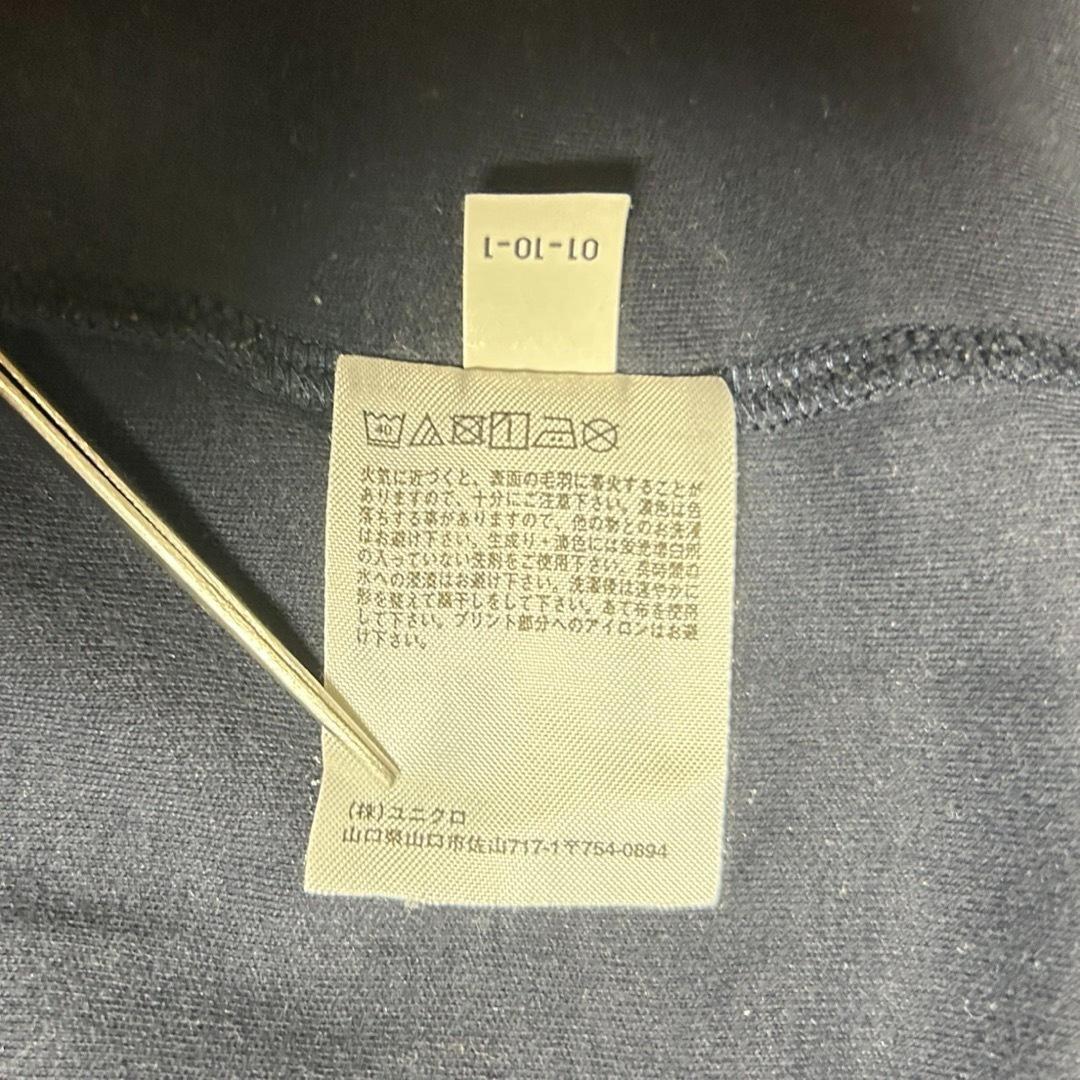 01-10-1
40
火気に近づくと、表面の毛羽に着火することが
ありますので、十分にご注意下さい。濃色は色
落ちする事がありますので、色の物とのお洗濯
はお避け下さい。生成り・淡色には蛍光増白剤
の入っていない洗剤をご使用下さい。長時間の
水への浸漬はお避け下さい。洗濯後は速やかに
形を整えて陰干しをして下さい。あて布を使用
して下さい。プリント部分へのアイロンはお避
け下さい。
(株)ユニクロ
山口県山口市佐山717-1〒754-0894